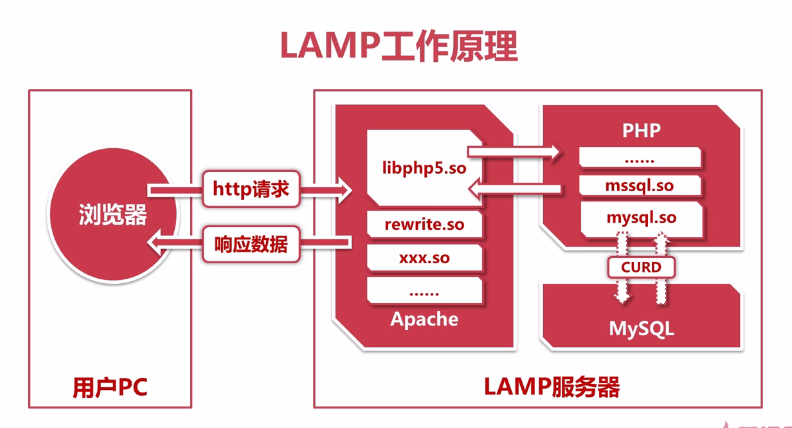 LAMP工作原理
浏览器
http请求
响应数据
用户PC
libphp5.so
rewrite.so
xxx.so
......
Apache
PHP
......
mssql.so
mysql.so
CURD
MySQL
LAMP服务器